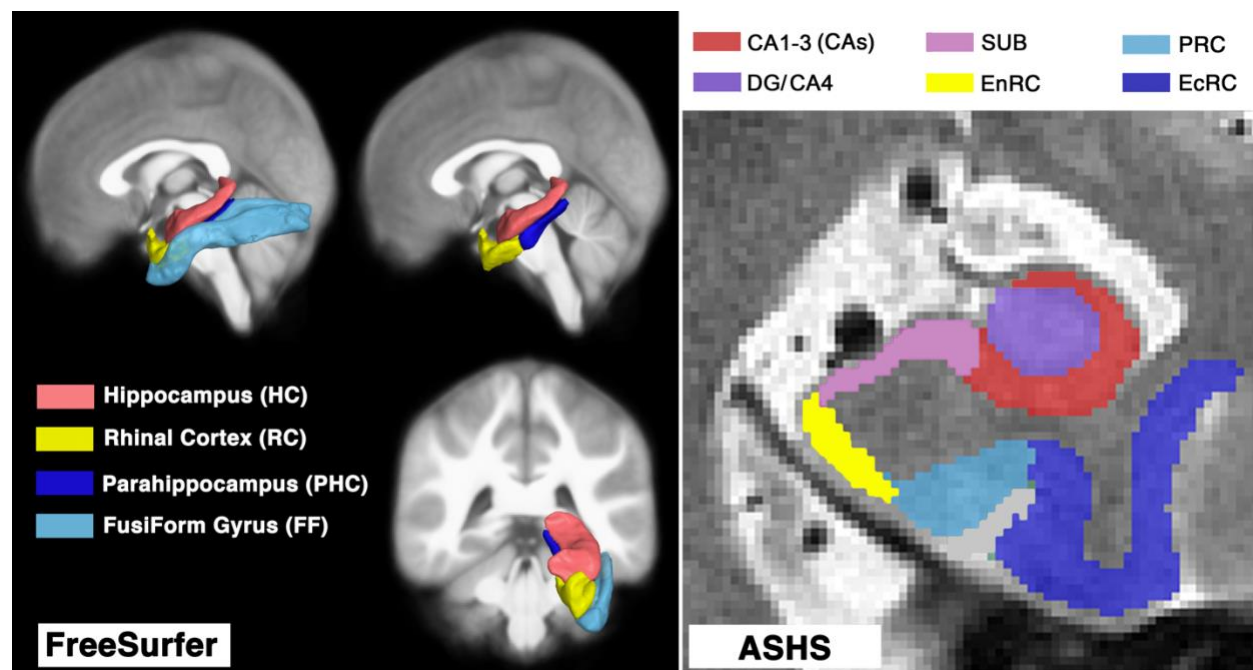 Hippocampus (HC)
Rhinal Cortex (RC)
Parahippocampus (PHC)
FusiForm Gyrus (FF)
FreeSurfer
CA1-3 (CAs)
SUB
PRC
DG/CA4
EnRC
EcRC
ASHS